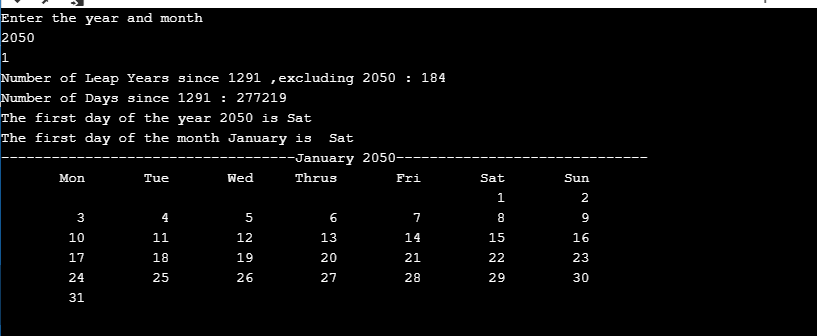 Enter the year and month
2050
1
Number of Leap Years since 1291 ,excluding 2050 : 184
Number of Days since 1291 : 277219
The first day of the year 2050 is Sat
The first day of the month January is  Sat
-----------------------------------January 2050------------------------------
Mon Tue Wed Thrus Fri Sat Sun
1 2
3 4 5 6 7 8 9
10 11 12 13 14 15 16
17 18 19 20 21 22 23
24 25 26 27 28 29 30
31